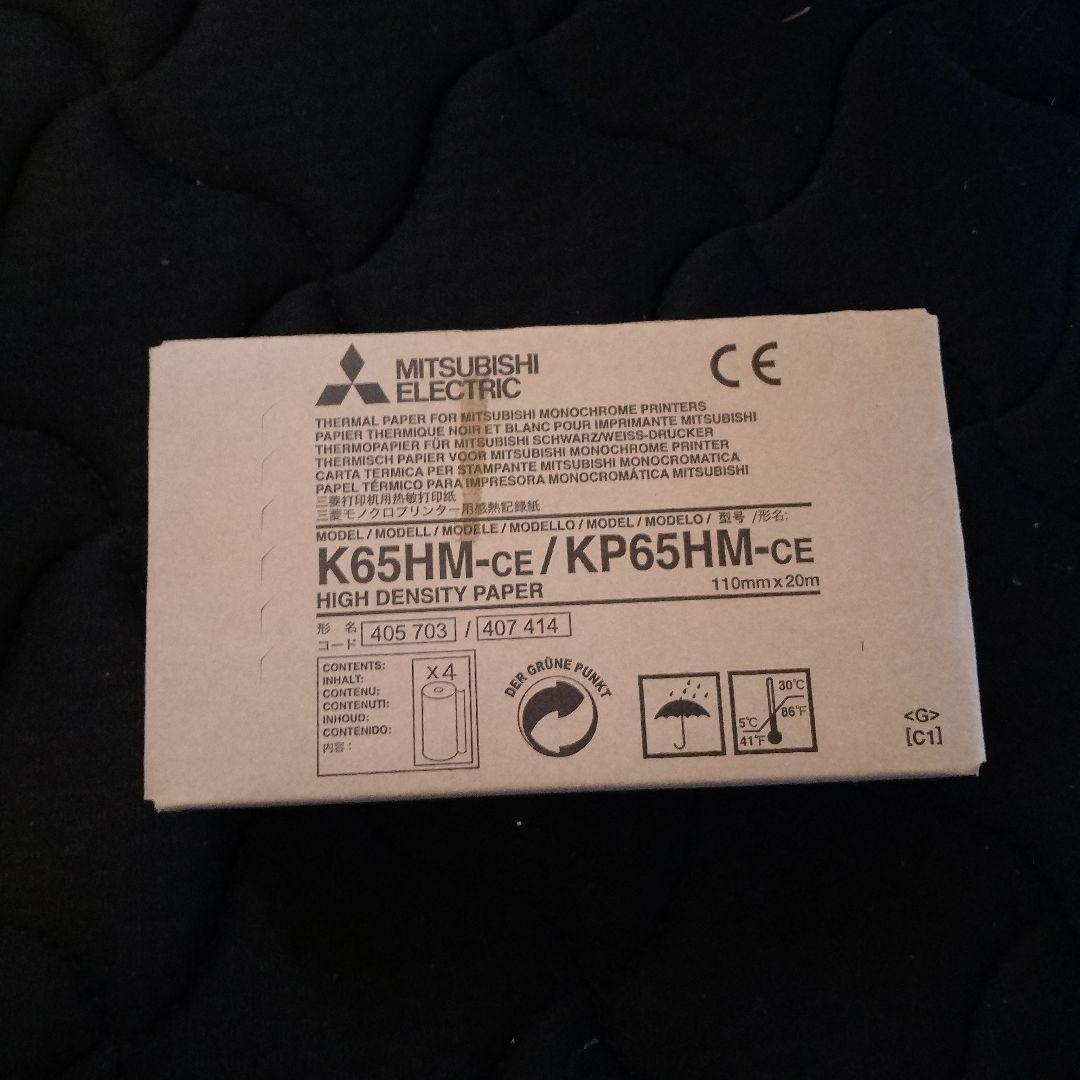 MITSUBISHI
ELECTRIC
CE
THERMAL PAPER FOR MITSUBISHI MONOCHROME PRINTERS
PAPIER THERMIQUE NOIR ET BLANC POUR IMPRIMANTE MITSUBISHI
THERMOPAPIER FÜR MITSUBISHI SCHWARZ/WEISS-DRUCKER
THERMISCH PAPIER VOOR MITSUBISHI MONOCHROME PRINTER
CARTA TERMICA PER STAMPANTE MITSUBISHI MONOCROMATICA
PAPEL TÉRMICO PARA IMPRESORA MONOCROMÁTICA MITSUBISHI
三菱打印机用热敏打印纸
三菱モノクロプリンター用感熱記録紙
MODEL / MODELL / MODELE / MODELLO / MODEL / MODELO / 型号 /形名:
K65HM-CE / KP65HM-CE
HIGH DENSITY PAPER 110mm x 20m
形 名
コード 405 703 / 407 414
CONTENTS:
INHALT:
CONTENU:
CONTENUTI:
INHOUD:
CONTENIDO:
内容:
x4
DER GRÜNE PUNKT
30℃
86℉
5℃
41℉
<G>
[C1]